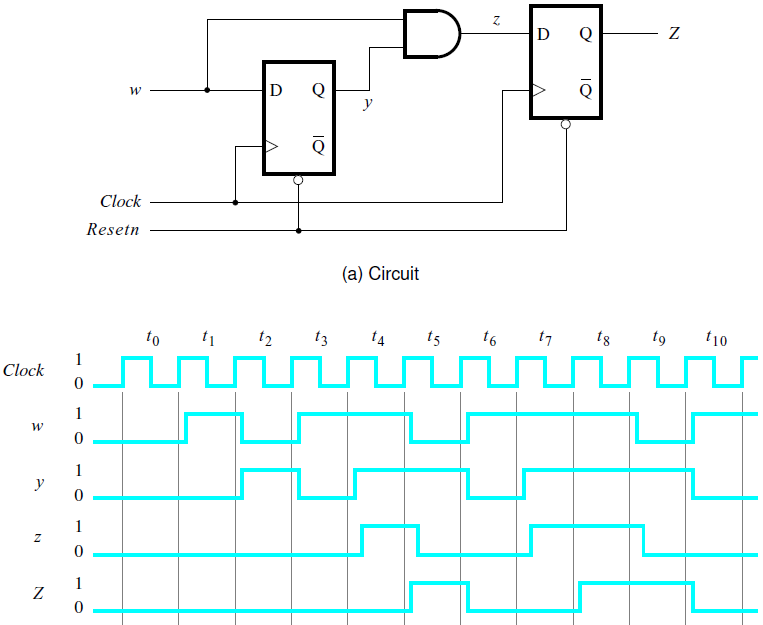 z
D Q Z
w D Q
y Q
Q
Clock
Resetn
(a) Circuit
t0 t1 t2 t3 t4 t5 t6 t7 t8 t9 t10
Clock 1
0
w 1
0
y 1
0
z 1
0
Z 1
0